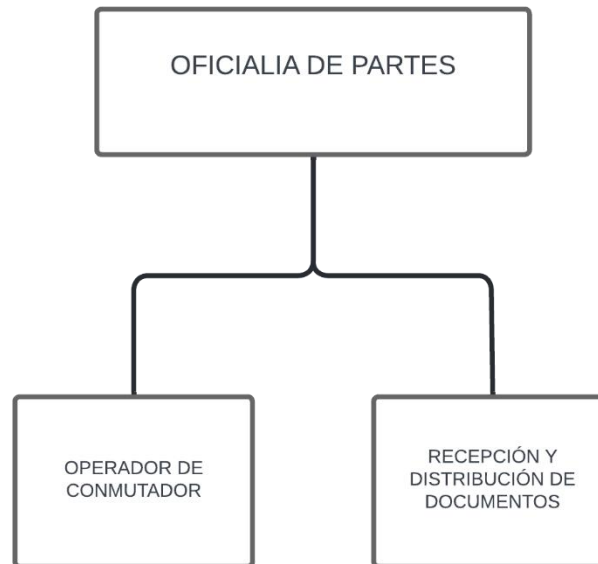 OFICIALIA DE PARTES
OPERADOR DE
CONMUTADOR
RECEPCIÓN Y
DISTRIBUCIÓN DE
DOCUMENTOS